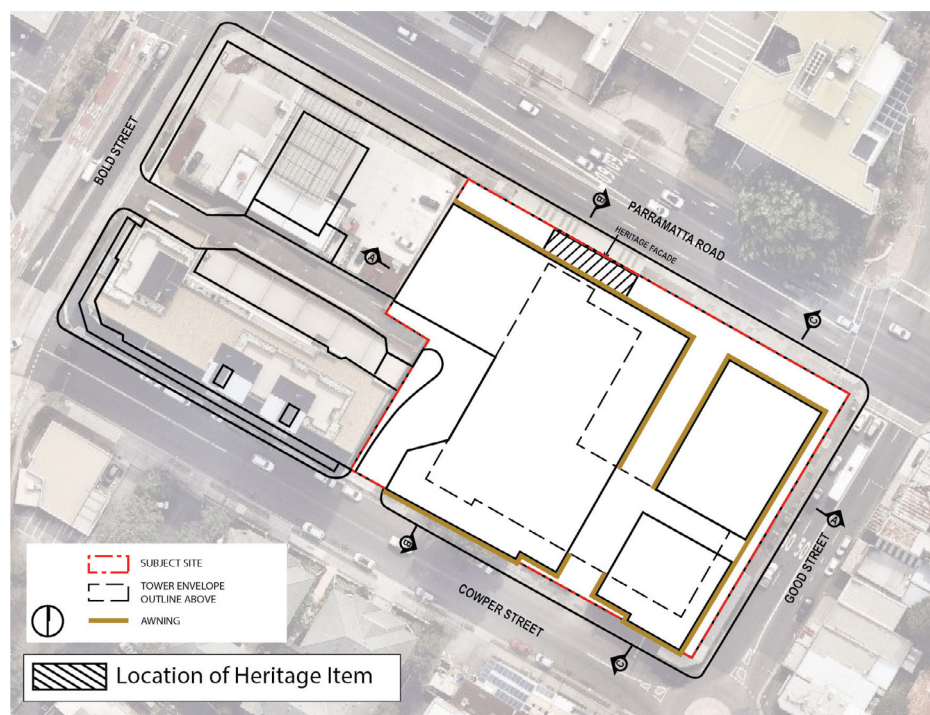 BOLD STREET
PARRAMATTA ROAD
HERITAGE FACADE
B
A
C
GOOD STREET
A
B
COWPER STREET
C
SUBJECT SITE
TOWER ENVELOPE
OUTLINE ABOVE
AWNING
Location of Heritage Item